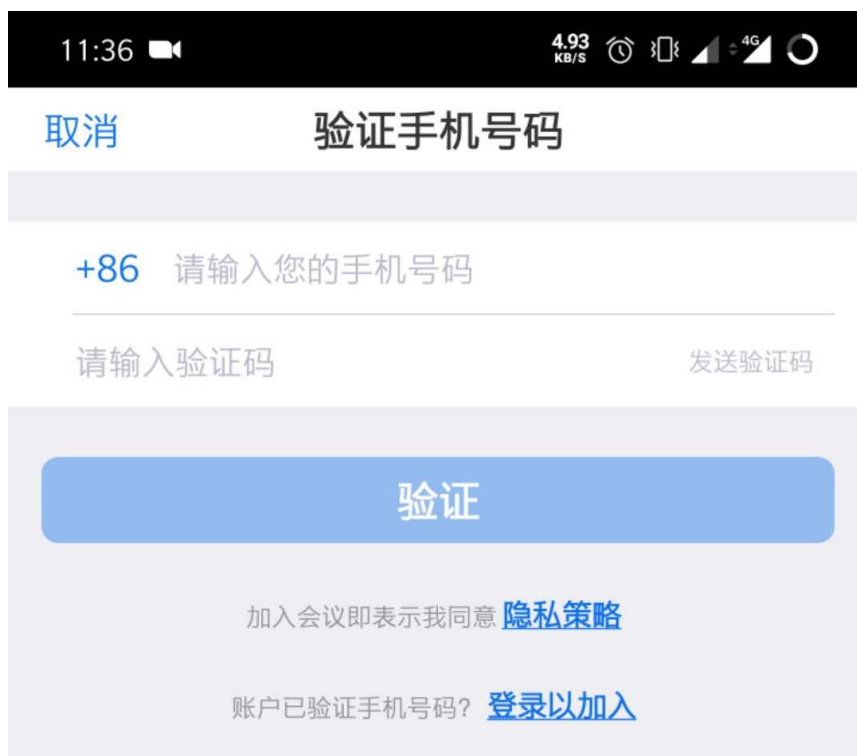 11:36
4.93
KB/S
4G
取消
验证手机号码
+86 请输入您的手机号码
请输入验证码 发送验证码
验证
加入会议即表示我同意 隐私策略
账户已验证手机号码? 登录以加入